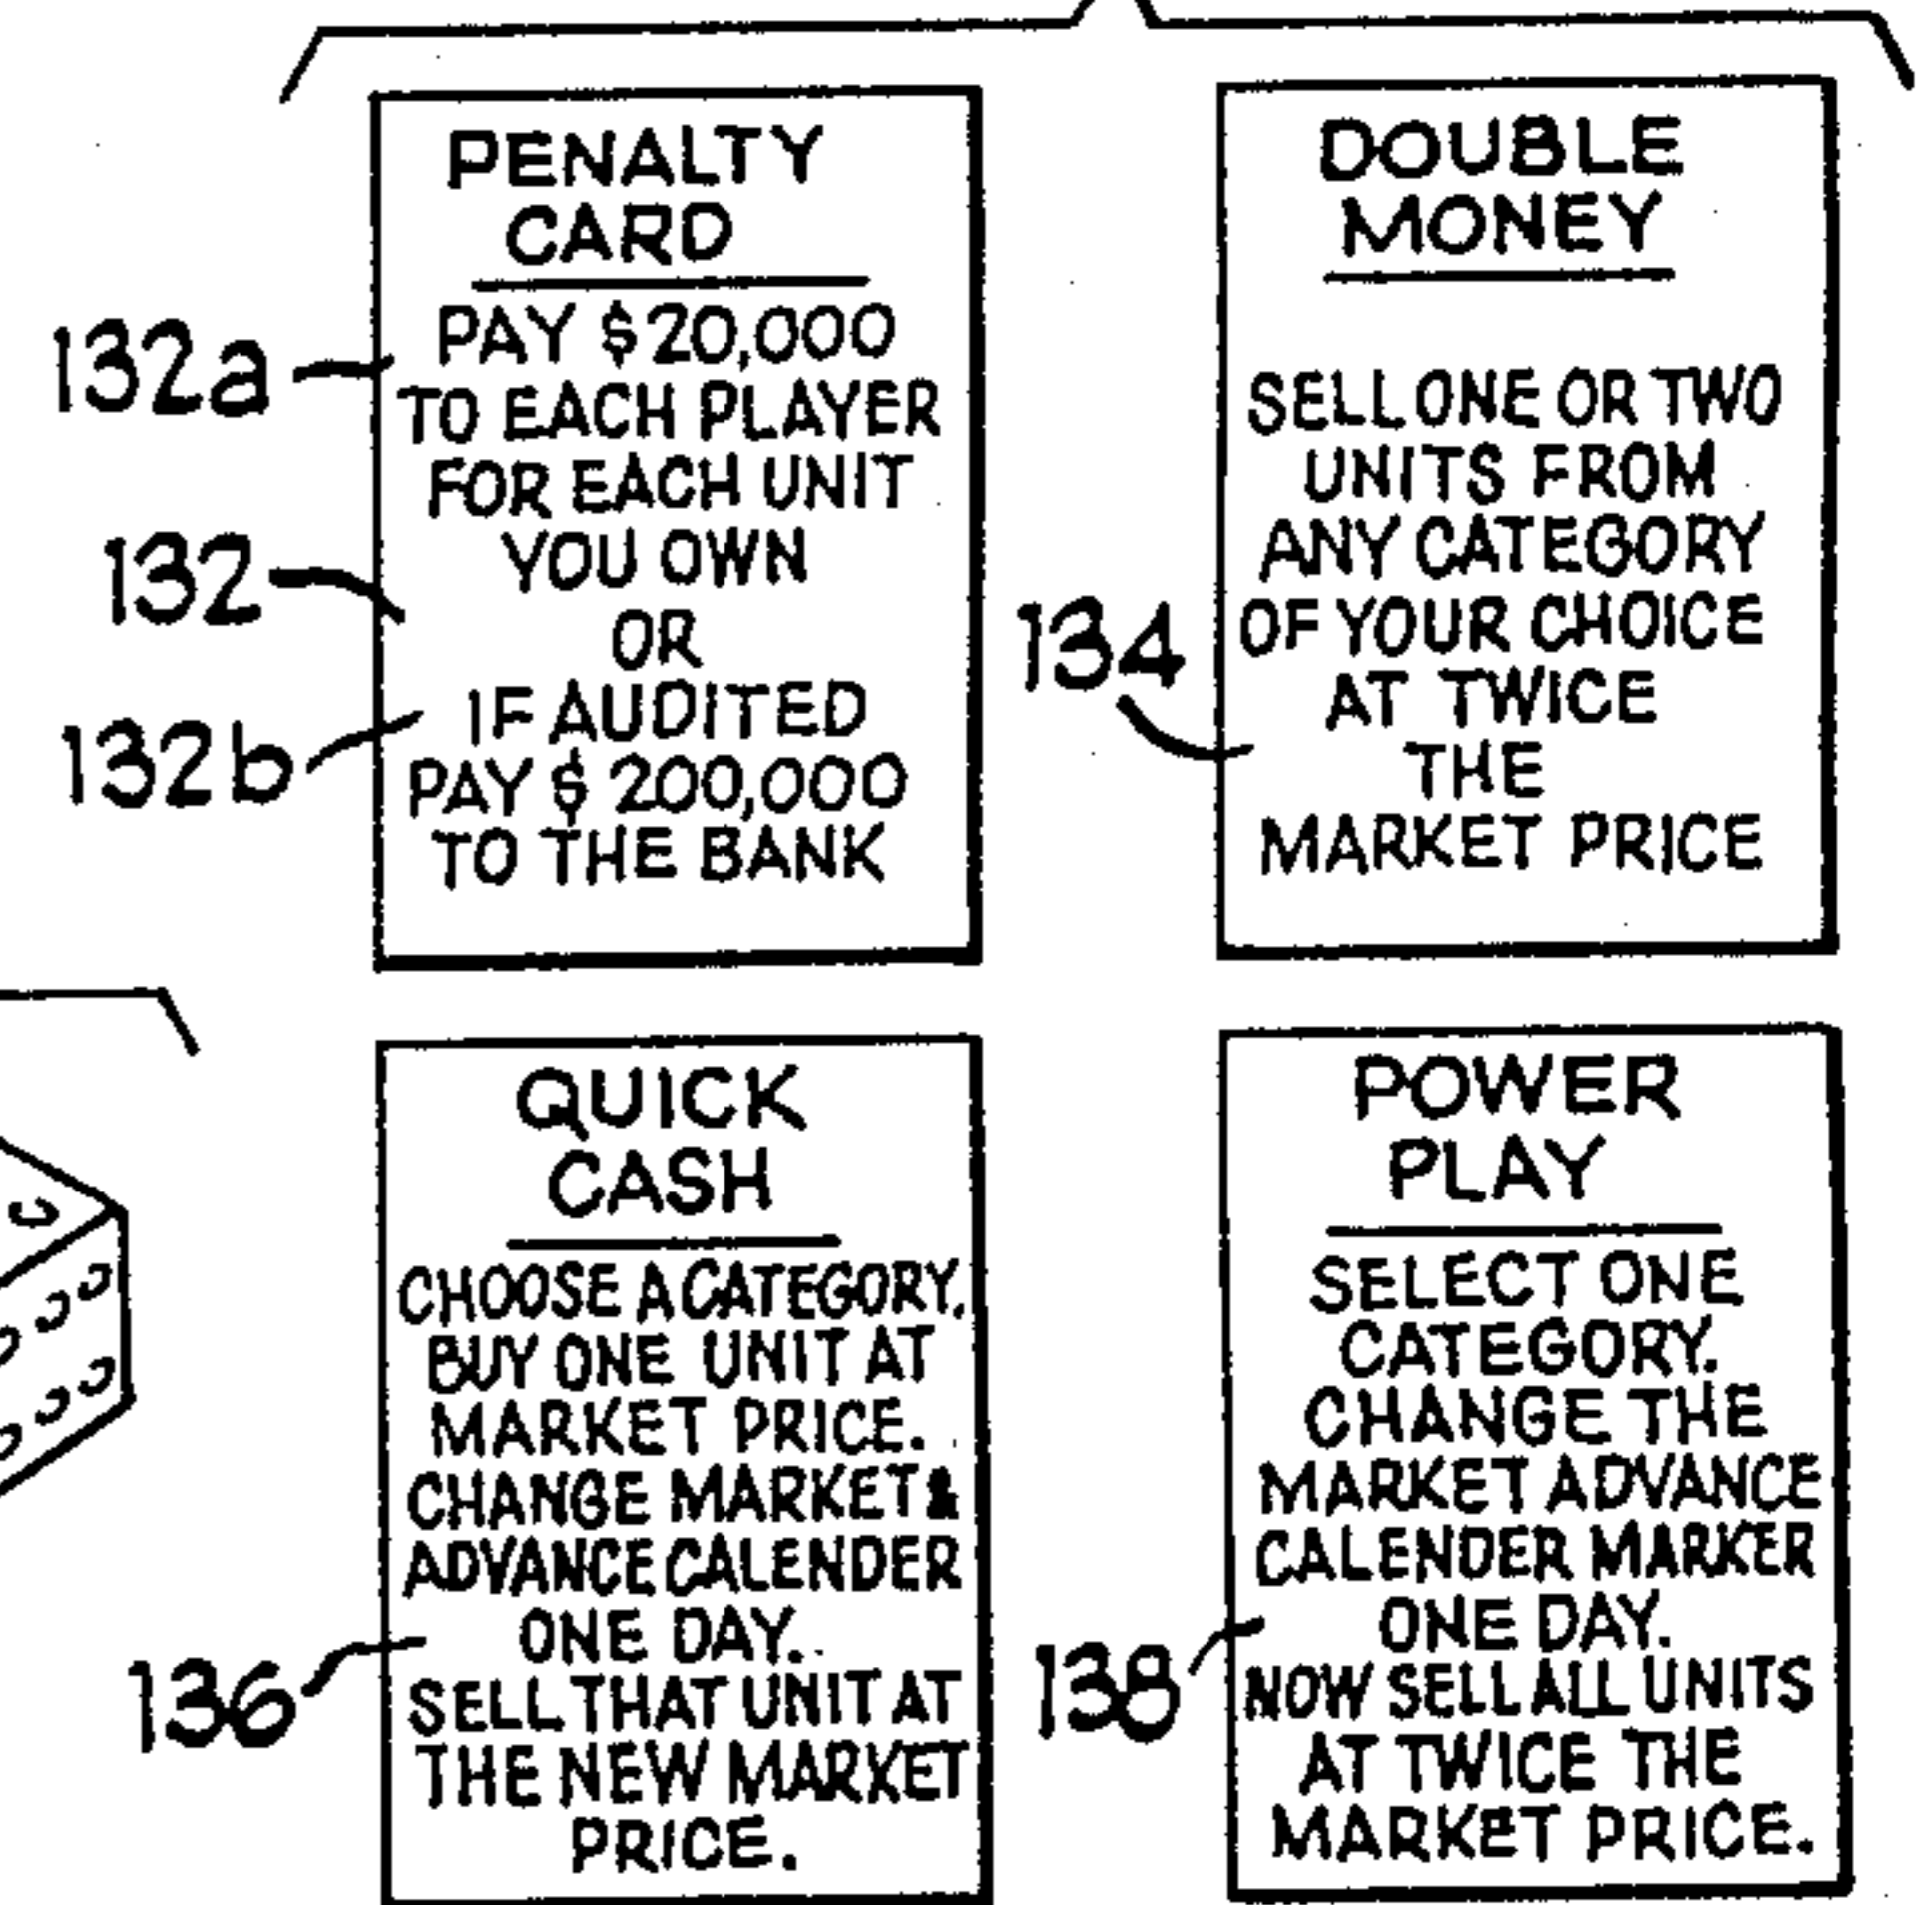 PENALTY
CARD
132a
PAY $20,000
TO EACH PLAYER
FOR EACH UNIT
YOU OWN
132
OR
132b
IF AUDITED
PAY $ 200,000
TO THE BANK
DOUBLE
MONEY
SELL ONE OR TWO
UNITS FROM
ANY CATEGORY
OF YOUR CHOICE
134
AT TWICE
THE
MARKET PRICE
QUICK
CASH
CHOOSE A CATEGORY.
BUY ONE UNIT AT
MARKET PRICE.
CHANGE MARKET &
ADVANCE CALENDER
ONE DAY.
136
SELL THAT UNIT AT
THE NEW MARKET
PRICE.
POWER
PLAY
SELECT ONE
CATEGORY.
CHANGE THE
MARKET ADVANCE
CALENDER MARKER
ONE DAY.
138
NOW SELL ALL UNITS
AT TWICE THE
MARKET PRICE.